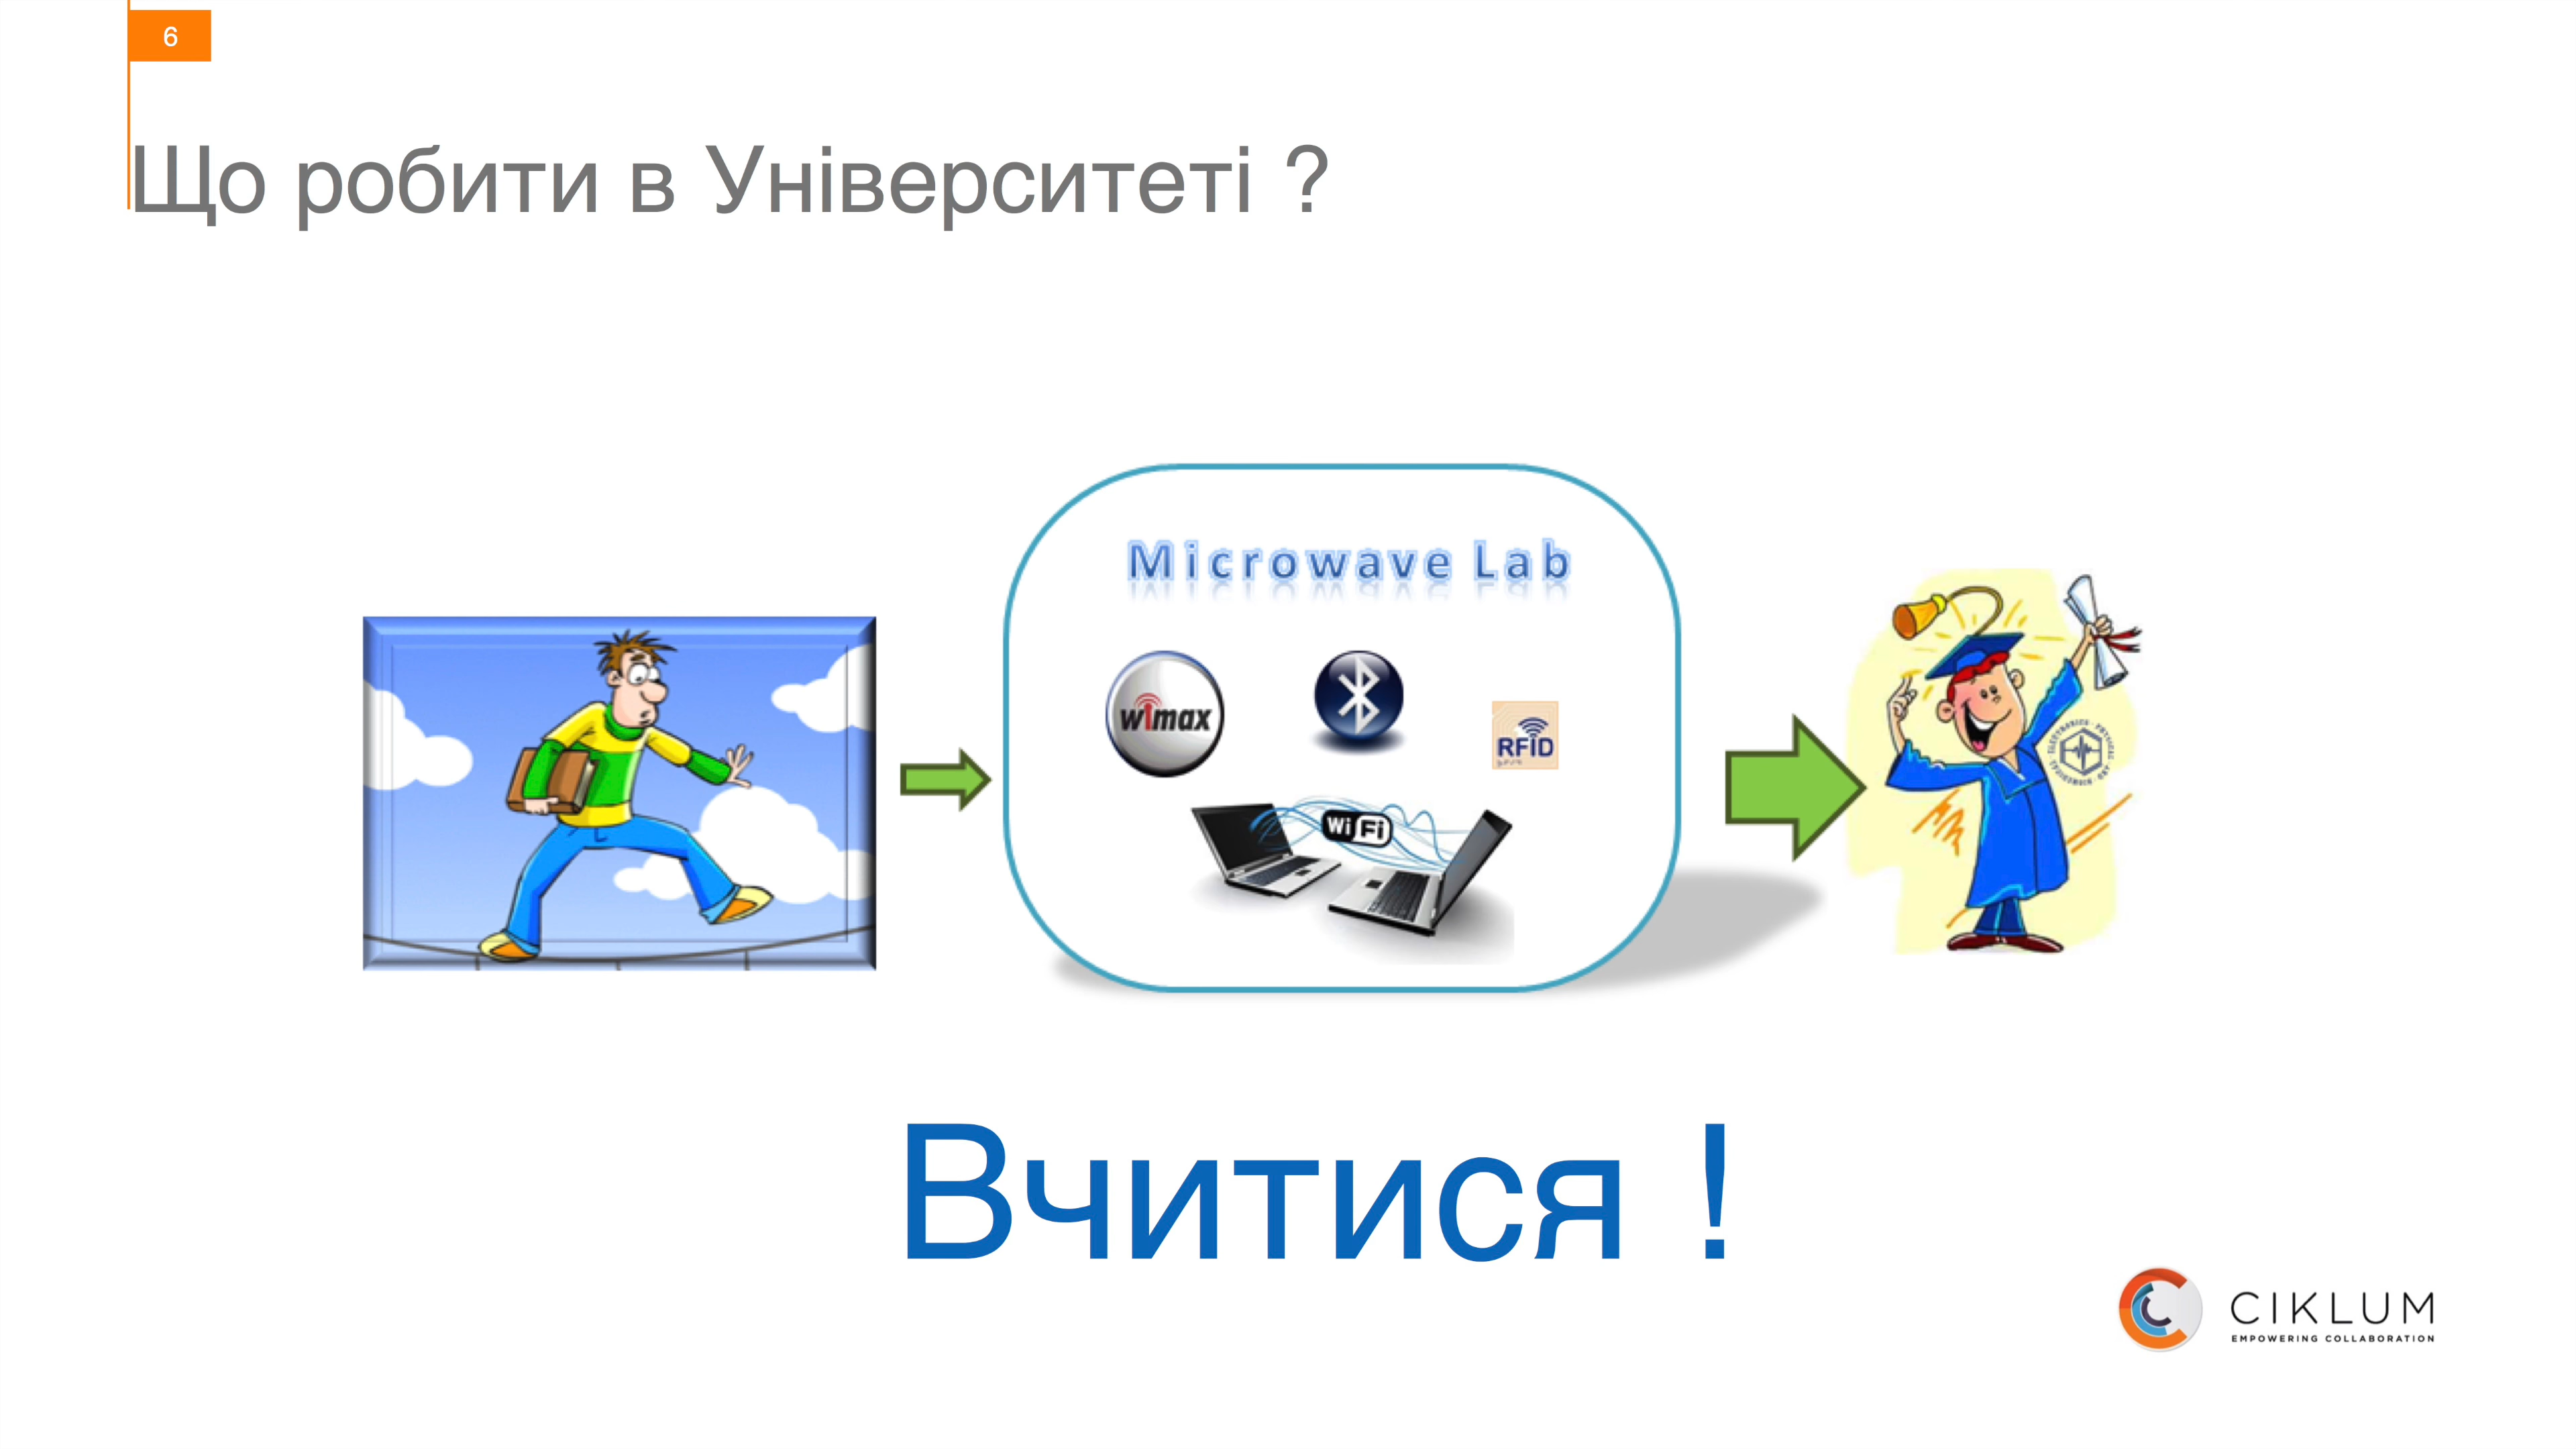 6
Що робити в Університеті ?
Microwave Lab
wimax
RFID
Wi Fi
Вчитися !
CIKLUM
EMPOWERING COLLABORATION